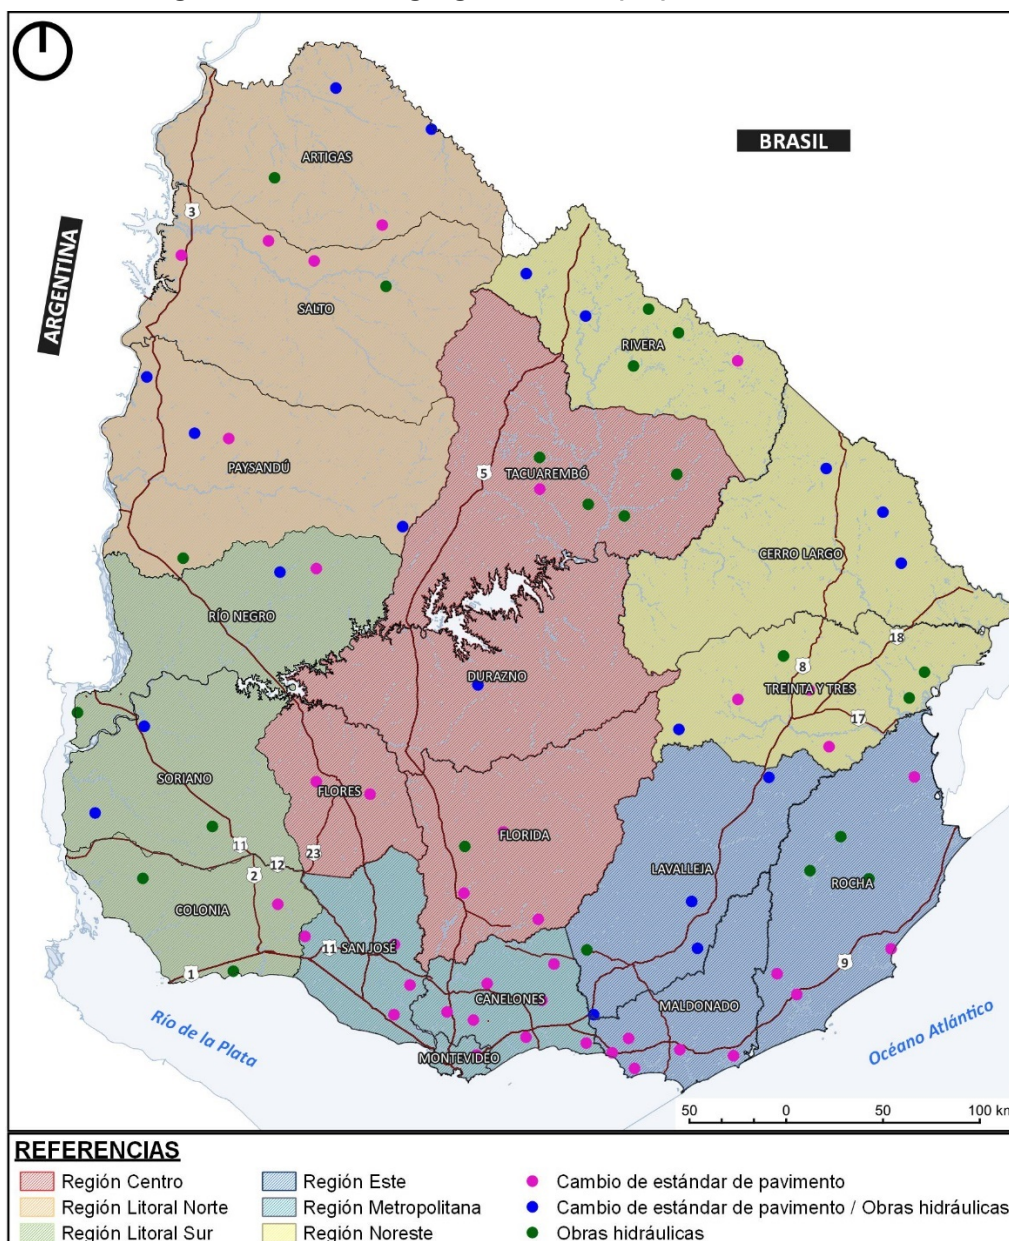 BRASIL
ARTIGAS
3
ARGENTINA
SALTO
RIVERA
PAYSANDÚ
5
TACUAREMBÓ
CERRO LARGO
RÍO NEGRO
18
8
DURAZNO
TREINTA Y TRES
17
SORIANO
FLORES
FLORIDA
11
12
23
2
LAVALLEJA
ROCHA
COLONIA
11
SAN JOSÉ
1
9
CANELONES
MALDONADO
Río de la Plata
MONTEVIDEO
Océano Atlántico
50 0 50 100 km
REFERENCIAS
Región Centro
Región Litoral Norte
Región Litoral Sur
Región Este
Región Metropolitana
Región Noreste
Cambio de estándar de pavimento
Cambio de estándar de pavimento / Obras hidráulicas
Obras hidráulicas